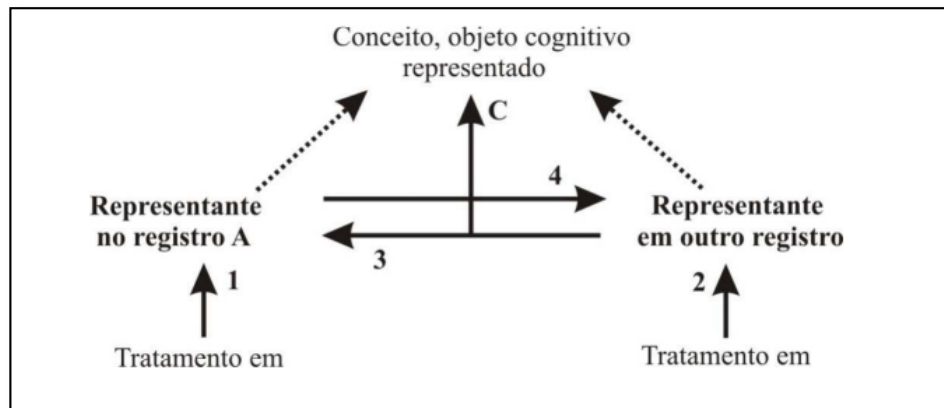 Conceito, objeto cognitivo
representado
C
4
Representante
no registro A
Representante
em outro registro
3
1
2
Tratamento em
Tratamento em